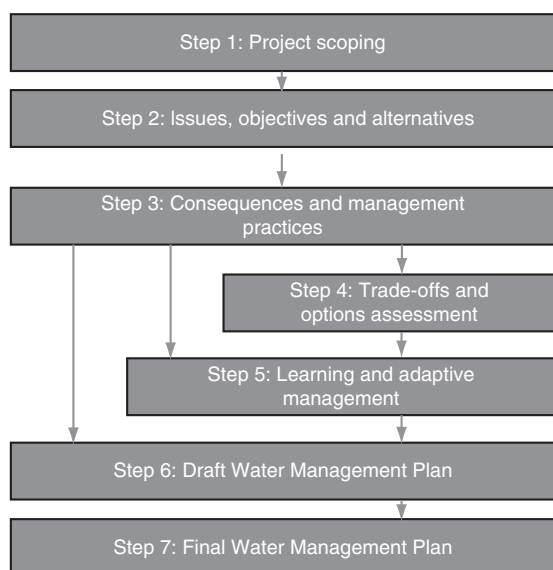 Step 1: Project scoping
Step 2: Issues, objectives and alternatives
Step 3: Consequences and management
practices
Step 4: Trade-offs and
options assessment
Step 5: Learning and adaptive
management
Step 6: Draft Water Management Plan
Step 7: Final Water Management Plan